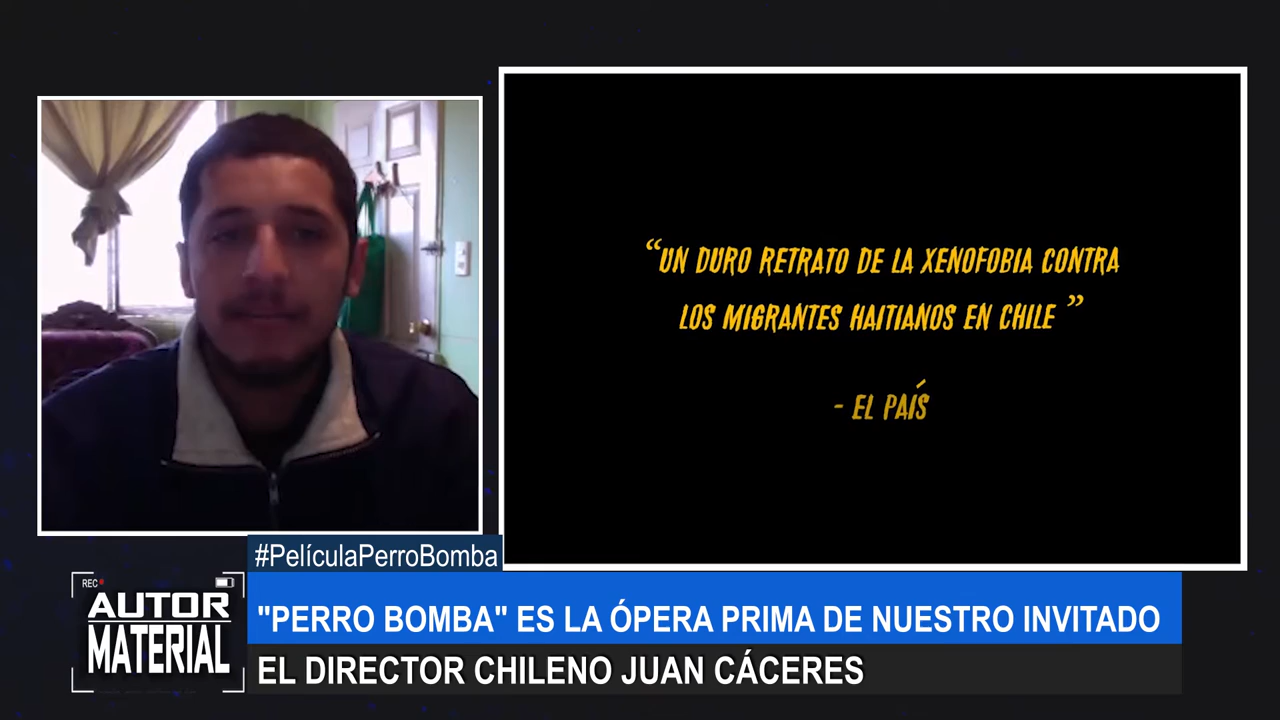 “UN DURO RETRATO DE LA XENOFOBIA CONTRA
LOS MIGRANTES HAITIANOS EN CHILE ”
- EL PAÍS
#PelículaPerroBomba
REC
AUTOR
MATERIAL
"PERRO BOMBA" ES LA ÓPERA PRIMA DE NUESTRO INVITADO
EL DIRECTOR CHILENO JUAN CÁCERES